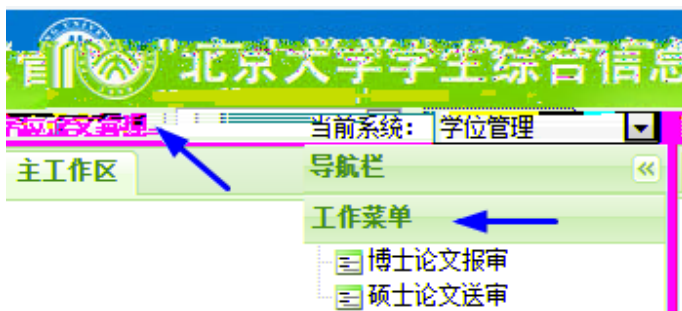 北京大学学生综合信息
当前系统： 学位管理
主工作区
导航栏
工作菜单
博士论文报审
硕士论文送审